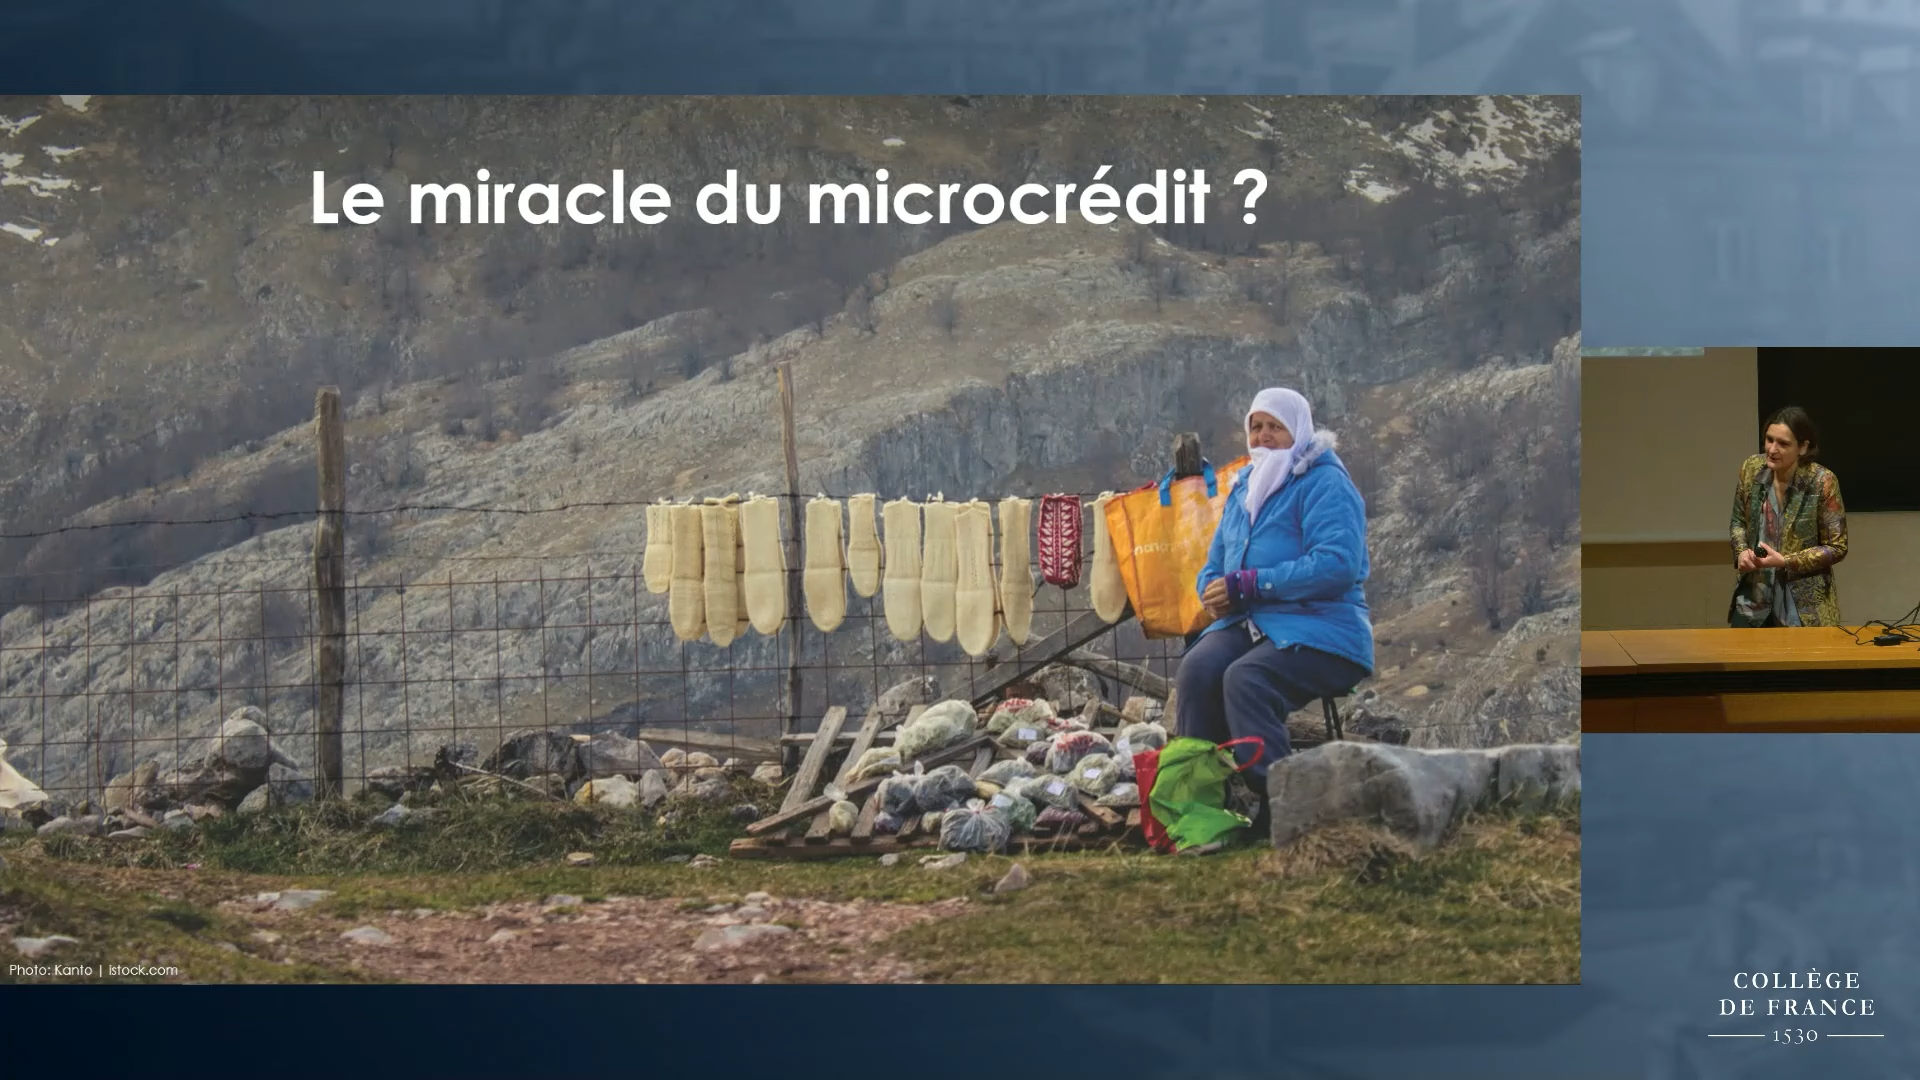 Le miracle du microcrédit ?
Photo: Kanto | istock.com
COLLÈGE
DE FRANCE
1530